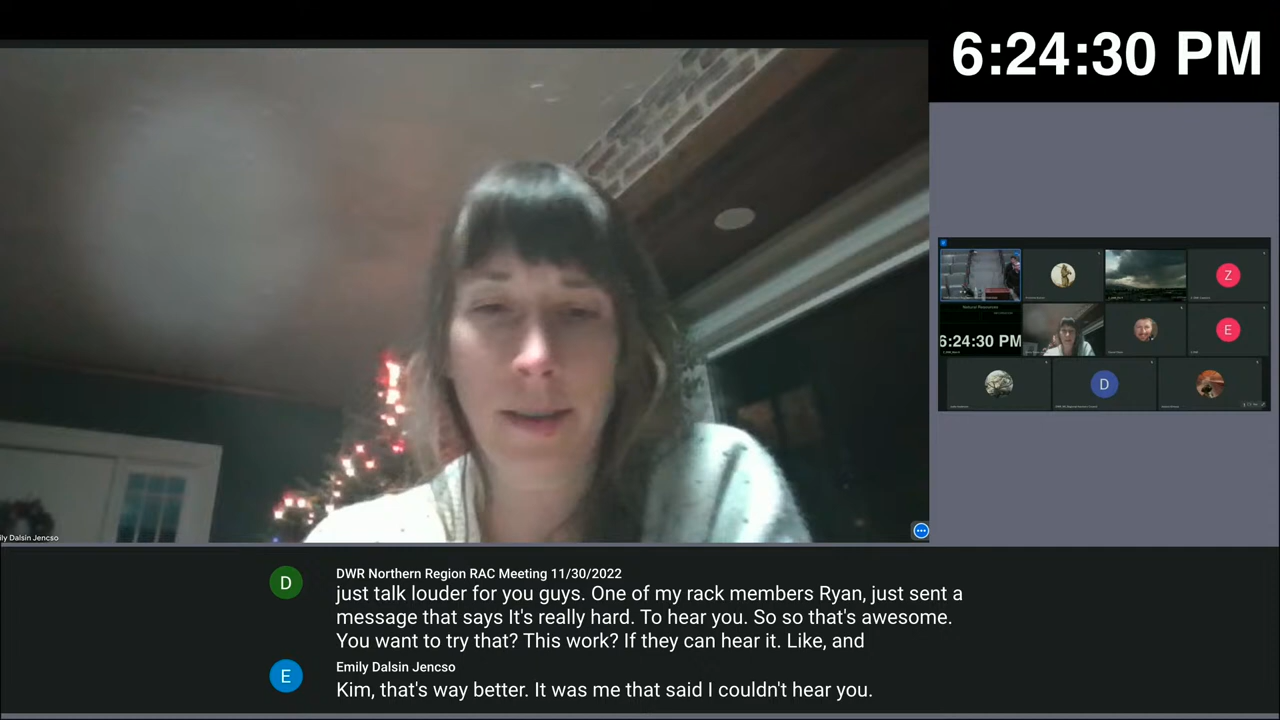 6:24:30 PM
Natural Resources
Z
6:24:30 PM
E
D
ily Dalsin Jencso
D
DWR Northern Region RAC Meeting 11/30/2022
just talk louder for you guys. One of my rack members Ryan, just sent a
message that says It's really hard. To hear you. So so that's awesome.
You want to try that? This work? If they can hear it. Like, and
E
Emily Dalsin Jencso
Kim, that's way better. It was me that said I couldn't hear you.